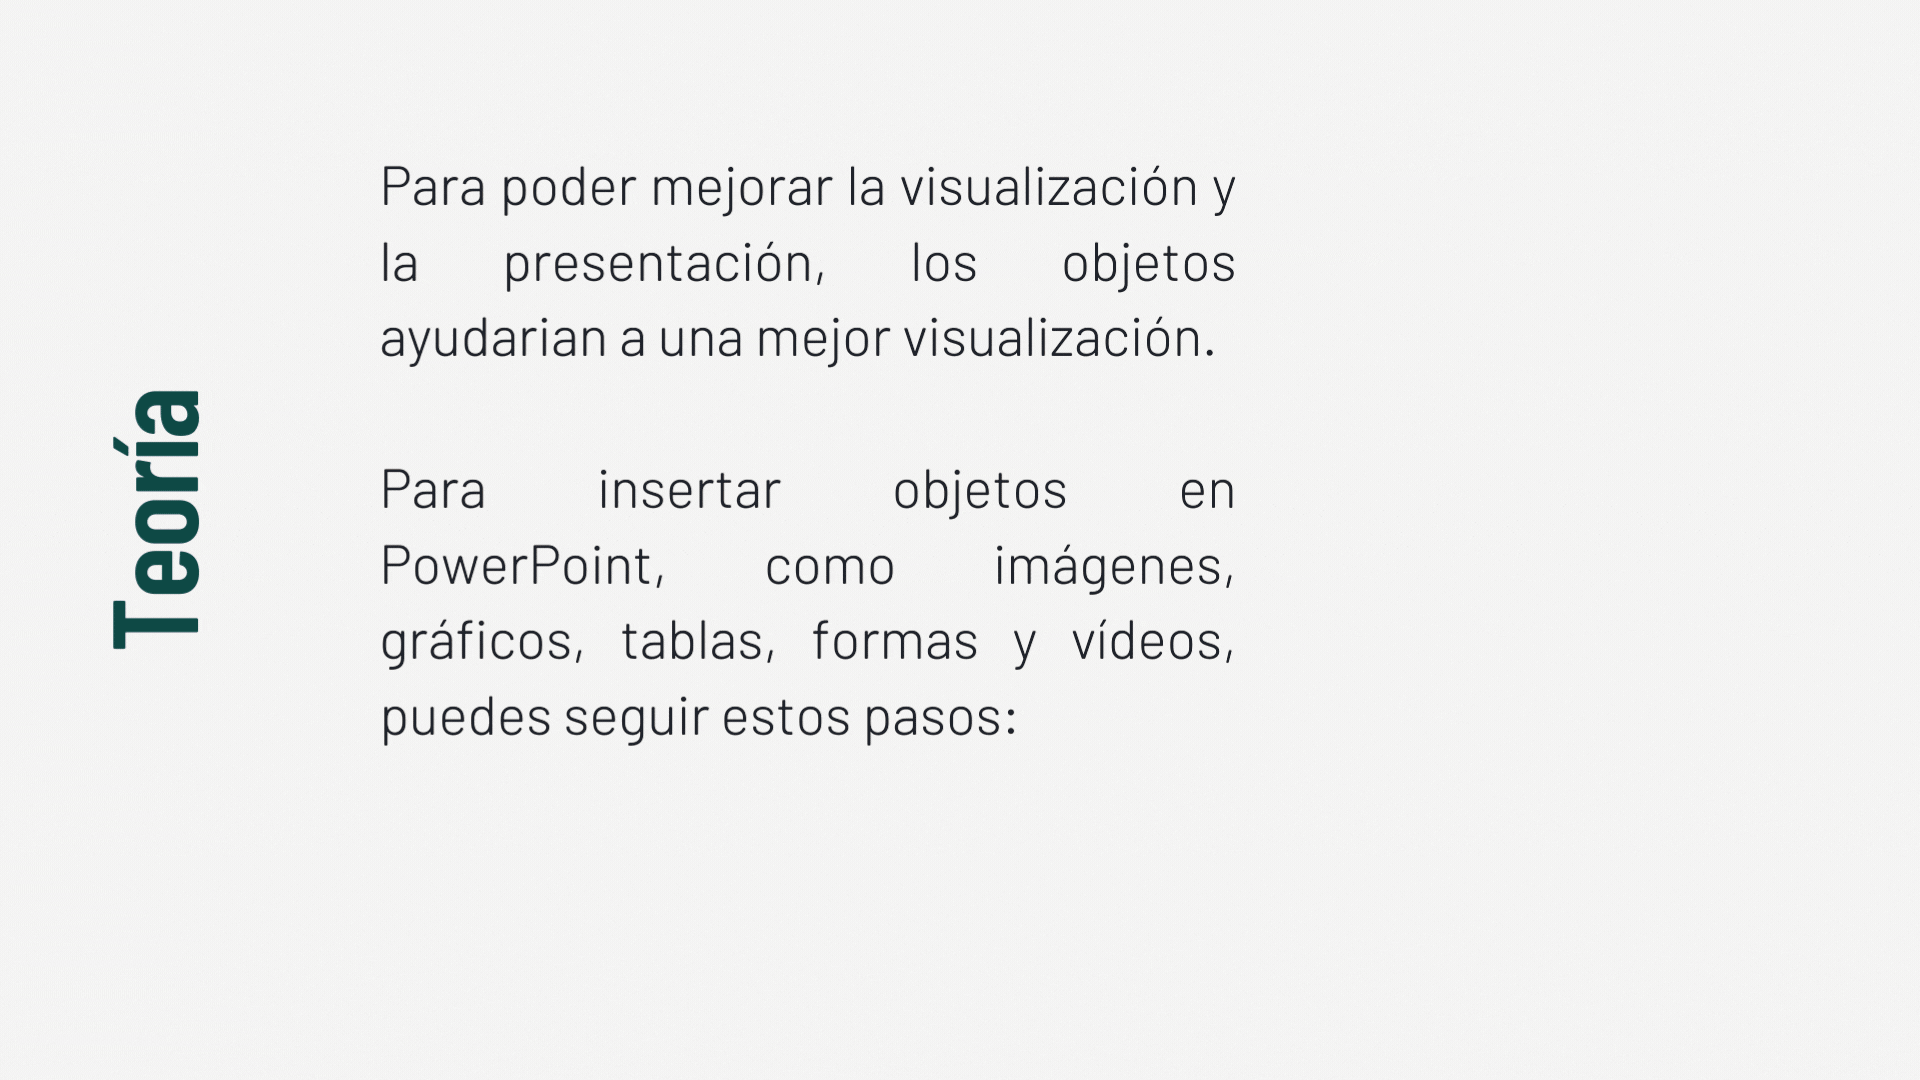 Teoría
Para poder mejorar la visualización y
la presentación, los objetos
ayudarian a una mejor visualización.
Para insertar objetos en
PowerPoint, como imágenes,
gráficos, tablas, formas y vídeos,
puedes seguir estos pasos: